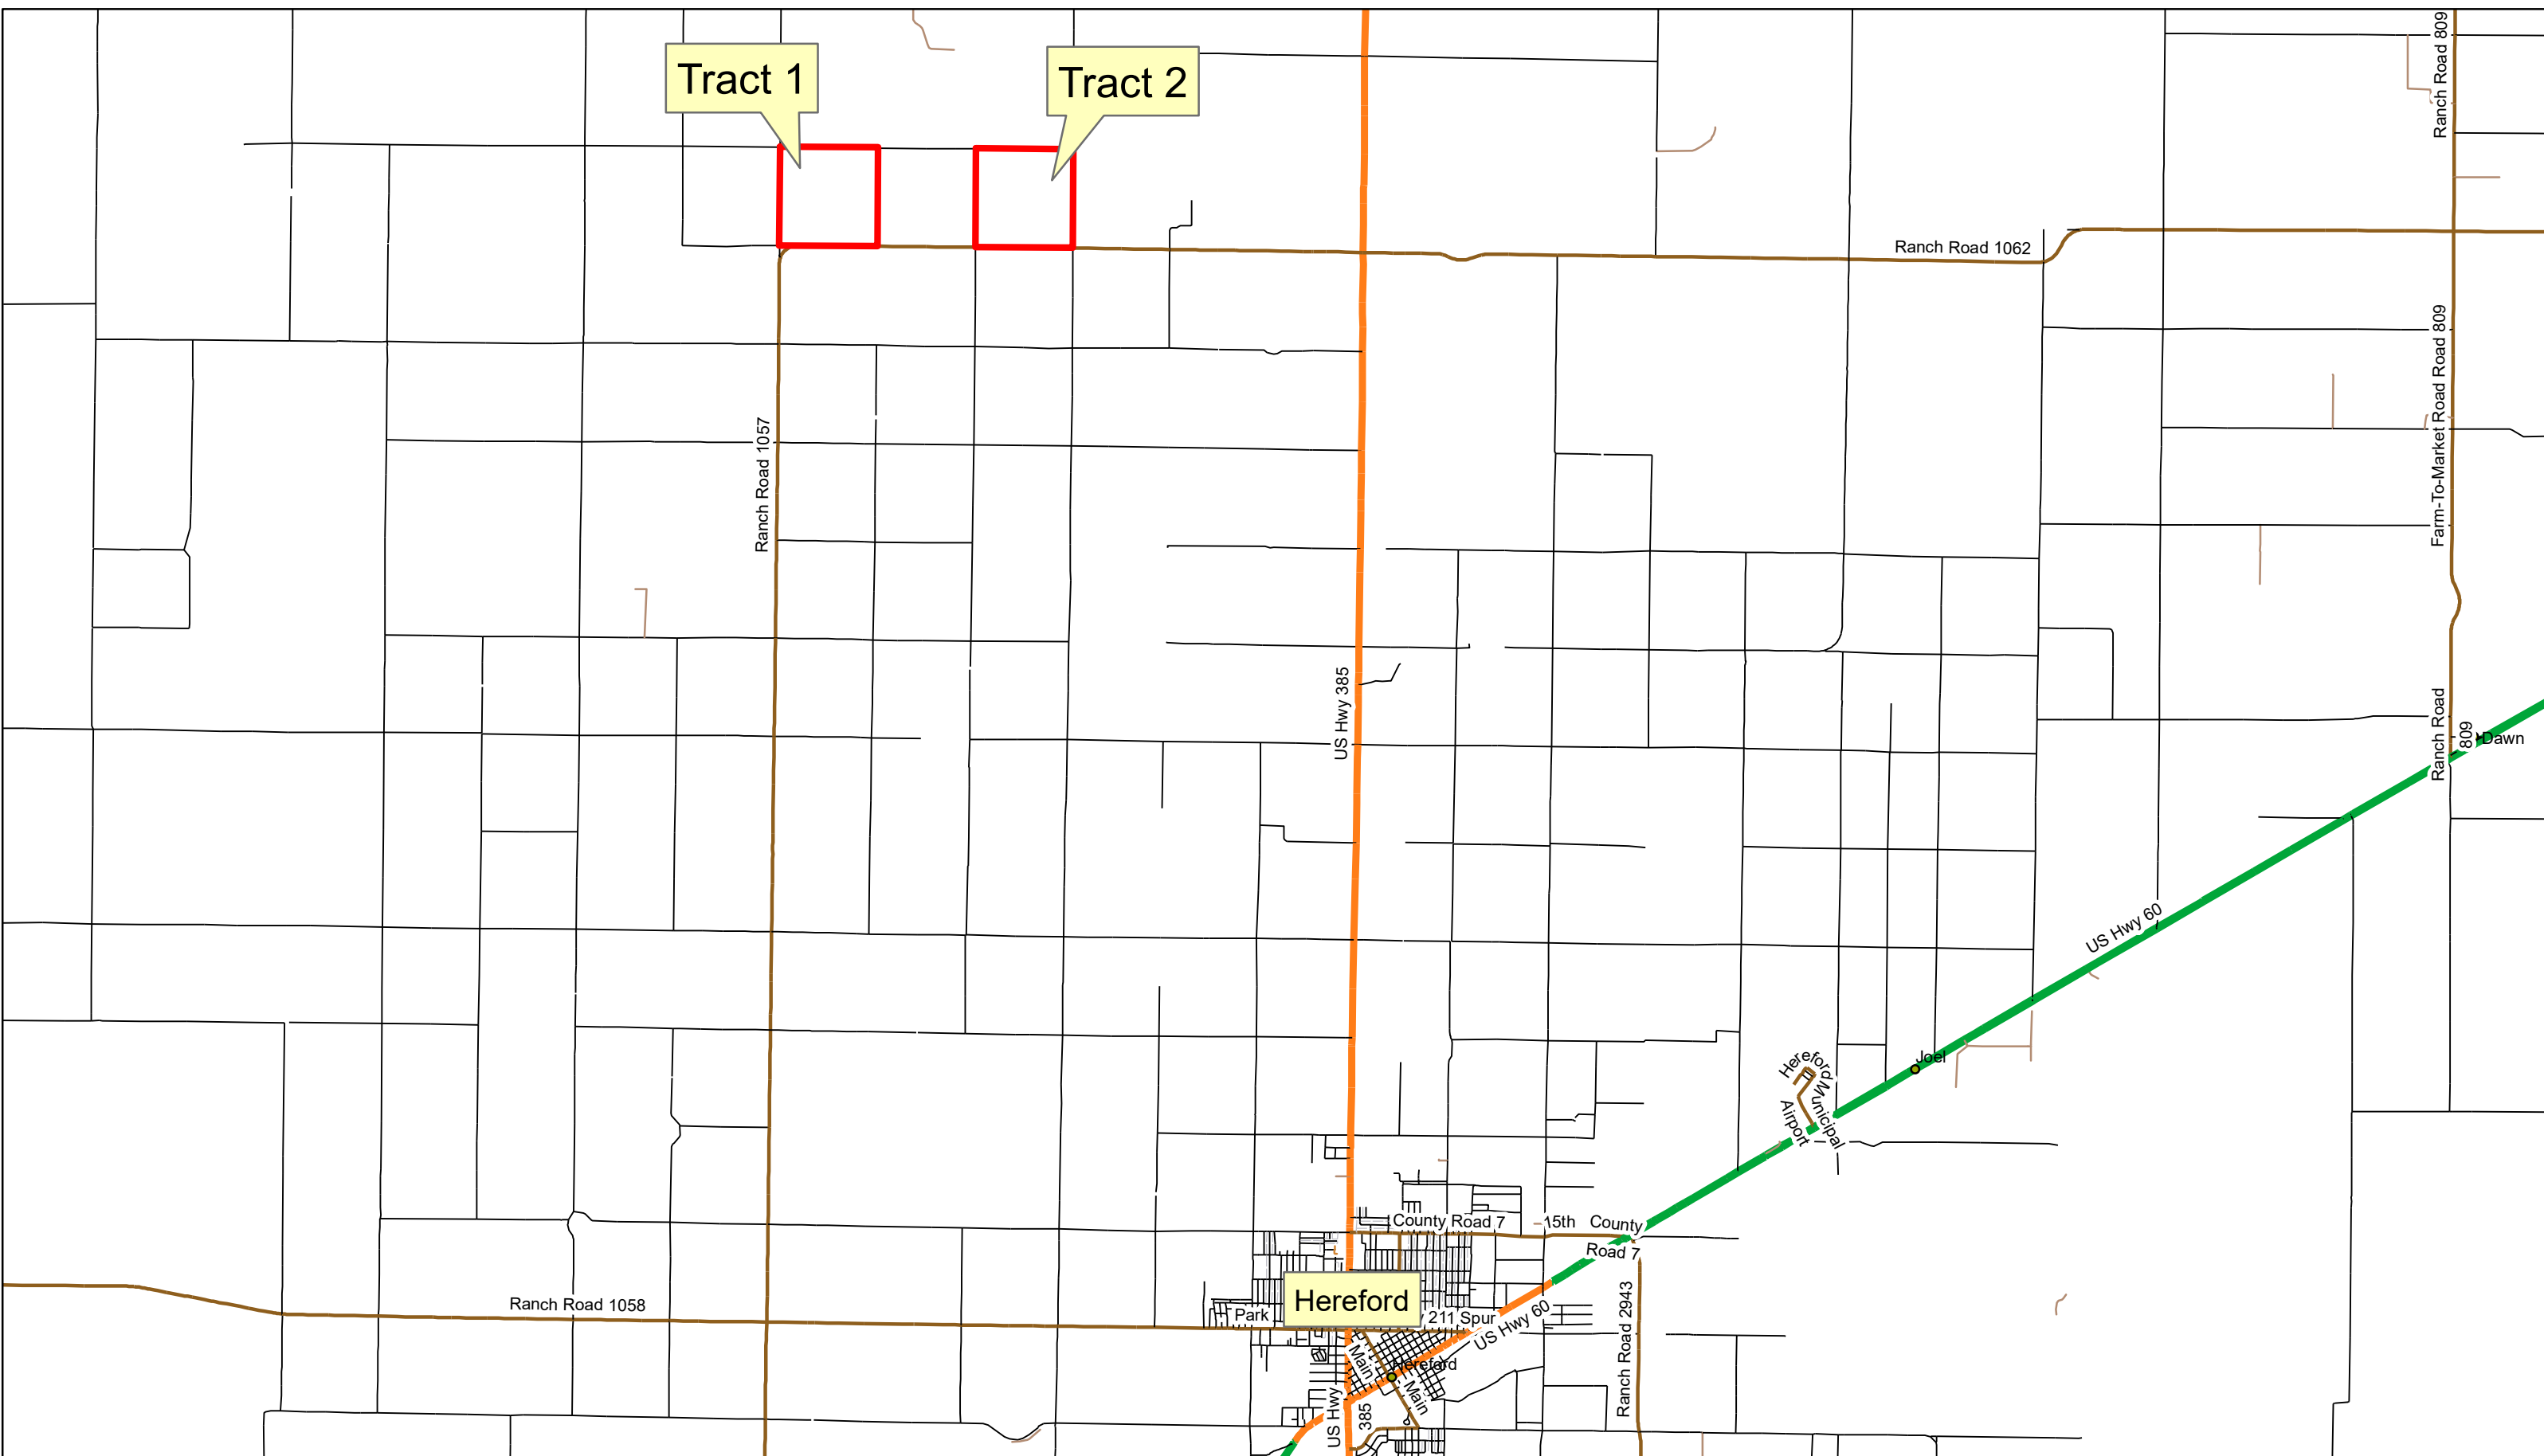 Ranch Road 809
Tract 1
Tract 2
Ranch Road 1062
Farm-To-Market Road Road 809
Ranch Road 1057
US Hwy 385
Ranch Road
809
Dawn
US Hwy 60
Joel
Hereford Municipal
Airport
County Road 7
15th
County
Road 7
Ranch Road 1058
Park
Hereford
211 Spur
US Hwy 60
Ranch Road 2943
Main
Hereford
Main
US Hwy
385